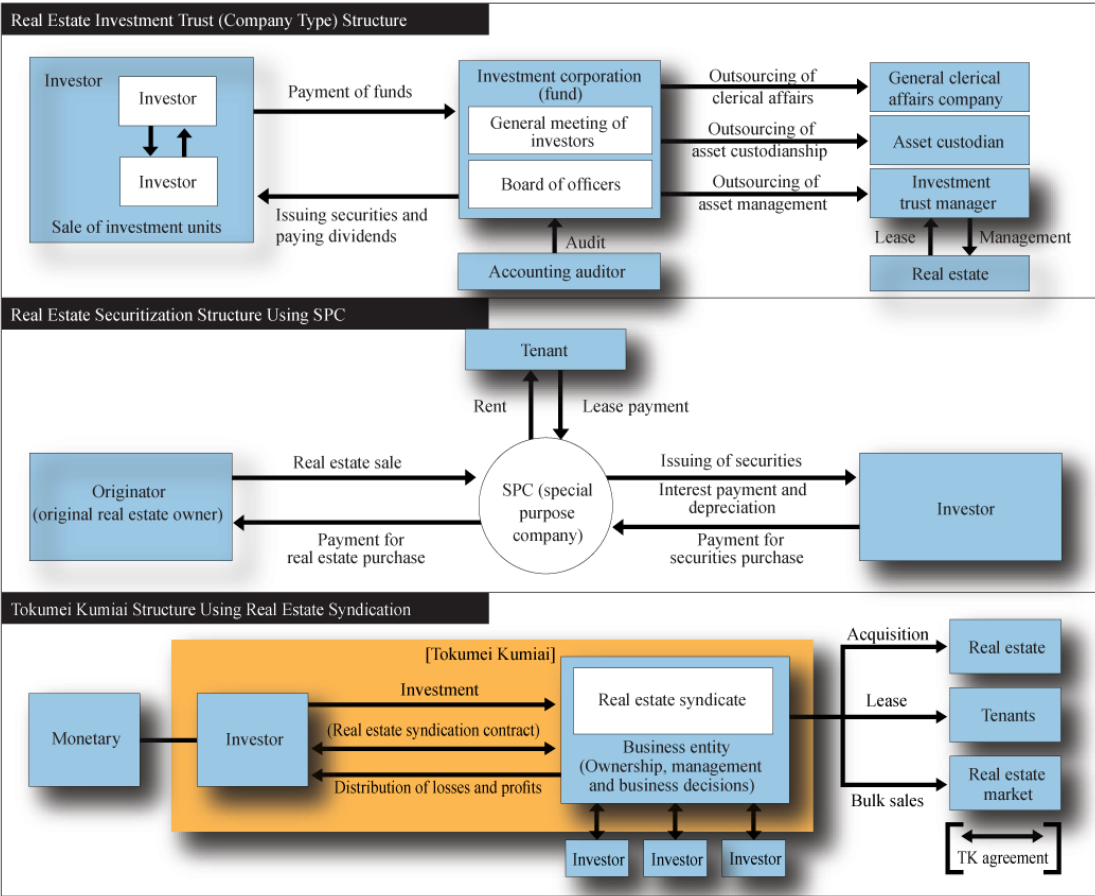 Real Estate Investment Trust (Company Type) Structure
Investor
Investor
Investor
Sale of investment units
Payment of funds
Issuing securities and
paying dividends
Investment corporation
(fund)
General meeting of
investors
Board of officers
Audit
Accounting auditor
Outsourcing of
clerical affairs
Outsourcing of
asset custodianship
Outsourcing of
asset management
General clerical
affairs company
Asset custodian
Investment
trust manager
Lease
Management
Real estate
Real Estate Securitization Structure Using SPC
Tenant
Rent
Lease payment
Originator
(original real estate owner)
Real estate sale
Payment for
real estate purchase
SPC (special
purpose
company)
Issuing of securities
Interest payment and
depreciation
Payment for
securities purchase
Investor
Tokumei Kumiai Structure Using Real Estate Syndication
[Tokumei Kumiai]
Monetary
Investor
Investment
(Real estate syndication contract)
Distribution of losses and profits
Real estate syndicate
Business entity
(Ownership, management
and business decisions)
Investor
Investor
Investor
Acquisition
Lease
Bulk sales
Real estate
Tenants
Real estate
market
TK agreement